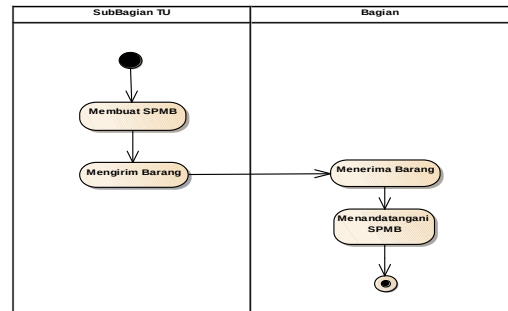 SubBagian TU
Bagian
Membuat SPMB
Mengirim Barang
Menerima Barang
Menandatangani
SPMB